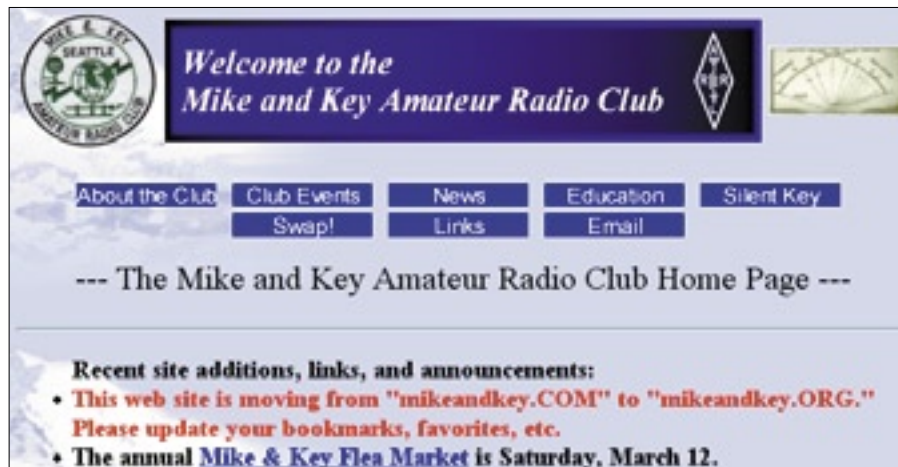 MIKE & KEY
SEATTLE
AMATEUR RADIO CLUB
Welcome to the
Mike and Key Amateur Radio Club
A
R R
L
About the Club Club Events News Education Silent Key
Swap! Links Email
--- The Mike and Key Amateur Radio Club Home Page ---
Recent site additions, links, and announcements:
• This web site is moving from "mikeandkey.COM" to "mikeandkey.ORG."
Please update your bookmarks, favorites, etc.
• The annual Mike & Key Flea Market is Saturday, March 12.